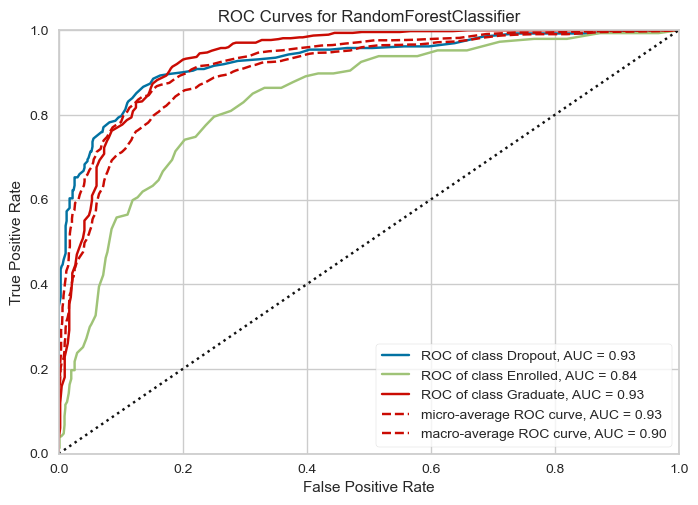 ROC Curves for RandomForestClassifier
True Positive Rate
1.0
0.8
0.6
0.4
0.2
0.0
ROC of class Dropout, AUC = 0.93
ROC of class Enrolled, AUC = 0.84
ROC of class Graduate, AUC = 0.93
micro-average ROC curve, AUC = 0.93
macro-average ROC curve, AUC = 0.90
0.0 0.2 0.4 0.6 0.8 1.0
False Positive Rate